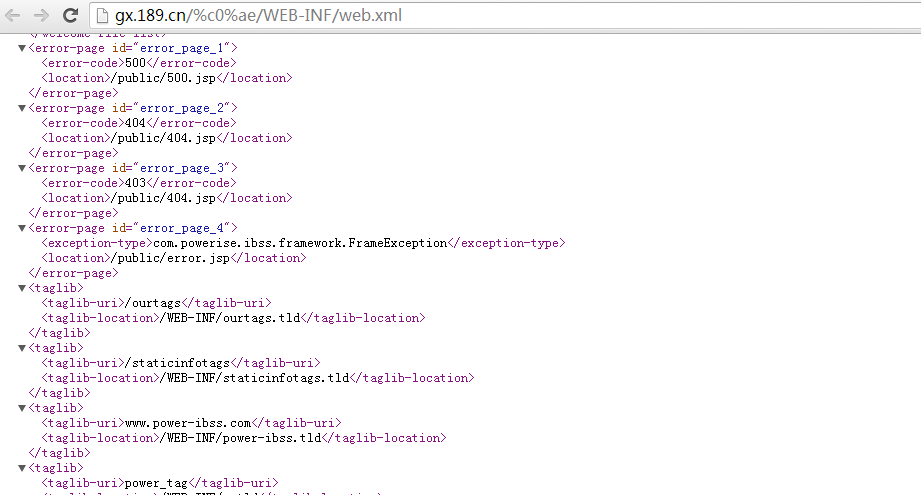 gx.189.cn/%c0%ae/WEB-INF/web.xml
</welcome-file-list>
▼<error-page id="error_page_1">
<error-code>500</error-code>
<location>/public/500.jsp</location>
</error-page>
▼<error-page id="error_page_2">
<error-code>404</error-code>
<location>/public/404.jsp</location>
</error-page>
▼<error-page id="error_page_3">
<error-code>403</error-code>
<location>/public/404.jsp</location>
</error-page>
▼<error-page id="error_page_4">
<exception-type>com.powerise.ibss.framework.FrameException</exception-type>
<location>/public/error.jsp</location>
</error-page>
▼<taglib>
<taglib-uri>/ourtags</taglib-uri>
<taglib-location>/WEB-INF/ourtags.tld</taglib-location>
</taglib>
▼<taglib>
<taglib-uri>/staticinfotags</taglib-uri>
<taglib-location>/WEB-INF/staticinfotags.tld</taglib-location>
</taglib>
▼<taglib>
<taglib-uri>www.power-ibss.com</taglib-uri>
<taglib-location>/WEB-INF/power-ibss.tld</taglib-location>
</taglib>
▼<taglib>
<taglib-uri>power_tag</taglib-uri>